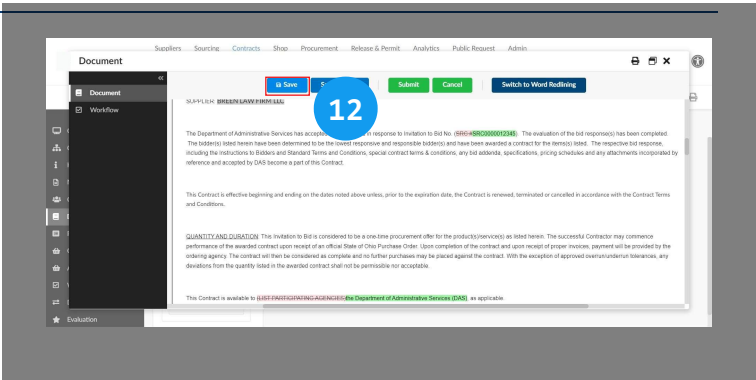 Suppliers Sourcing Contracts Shop Procurement Release & Permit Analytics Public Request Admin
Document
Document
Workflow
Save
Submit
Cancel
Switch to Word Redlining
12
SUPPLIER: BREEN LAW FIRM LLC
The Department of Administrative Services has accepted in response to Invitation to Bid No: (SRC #SRC0000012345). The evaluation of the bid response(s) has been completed.
The bidder(s) listed herein have been determined to be the lowest responsive and responsible bidder(s) and have been awarded a contract for the items(s) listed. The respective bid response,
including the Instructions to Bidders and Standard Terms and Conditions, special contract terms & conditions, any bid addenda, specifications, pricing schedules and any attachments incorporated by
reference and accepted by DAS become a part of this Contract.
This Contract is effective beginning and ending on the dates noted above unless, prior to the expiration date, the Contract is renewed, terminated or cancelled in accordance with the Contract Terms
and Conditions.
QUANTITY AND DURATION: This Invitation to Bid is considered to be a one-time procurement offer for the product(s)/service(s) as listed herein. The successful Contractor may commence
performance of the awarded contract upon receipt of an official State of Ohio Purchase Order. Upon completion of the contract and upon receipt of proper invoices, payment will be provided by the
ordering agency. The contract will then be considered as complete and no further purchases may be placed against the contract. With the exception of approved overrun/underrun tolerances, any
deviations from the quantity listed in the awarded contract shall not be permissible nor acceptable.
This Contract is available to (LIST PARTICIPATING AGENCIES)the Department of Administrative Services (DAS), as applicable.
Evaluation